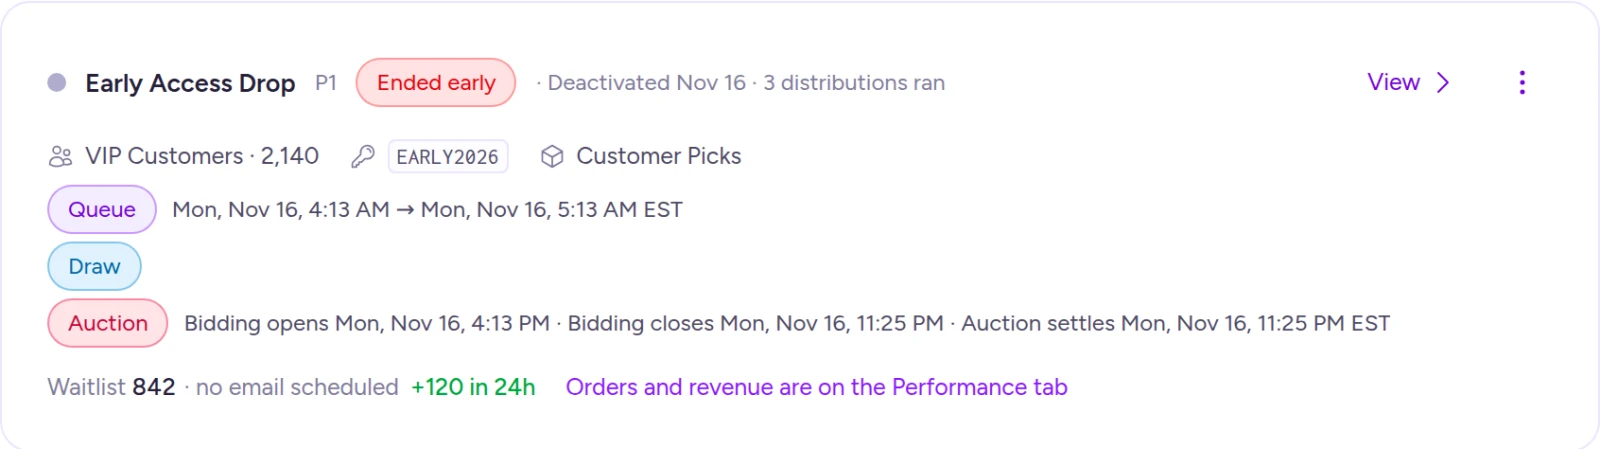 Early Access Drop P1 Ended early · Deactivated Nov 16 · 3 distributions ran View
VIP Customers · 2,140 EARLY2026 Customer Picks
Queue Mon, Nov 16, 4:13 AM → Mon, Nov 16, 5:13 AM EST
Draw
Auction Bidding opens Mon, Nov 16, 4:13 PM · Bidding closes Mon, Nov 16, 11:25 PM · Auction settles Mon, Nov 16, 11:25 PM EST
Waitlist 842 · no email scheduled +120 in 24h Orders and revenue are on the Performance tab